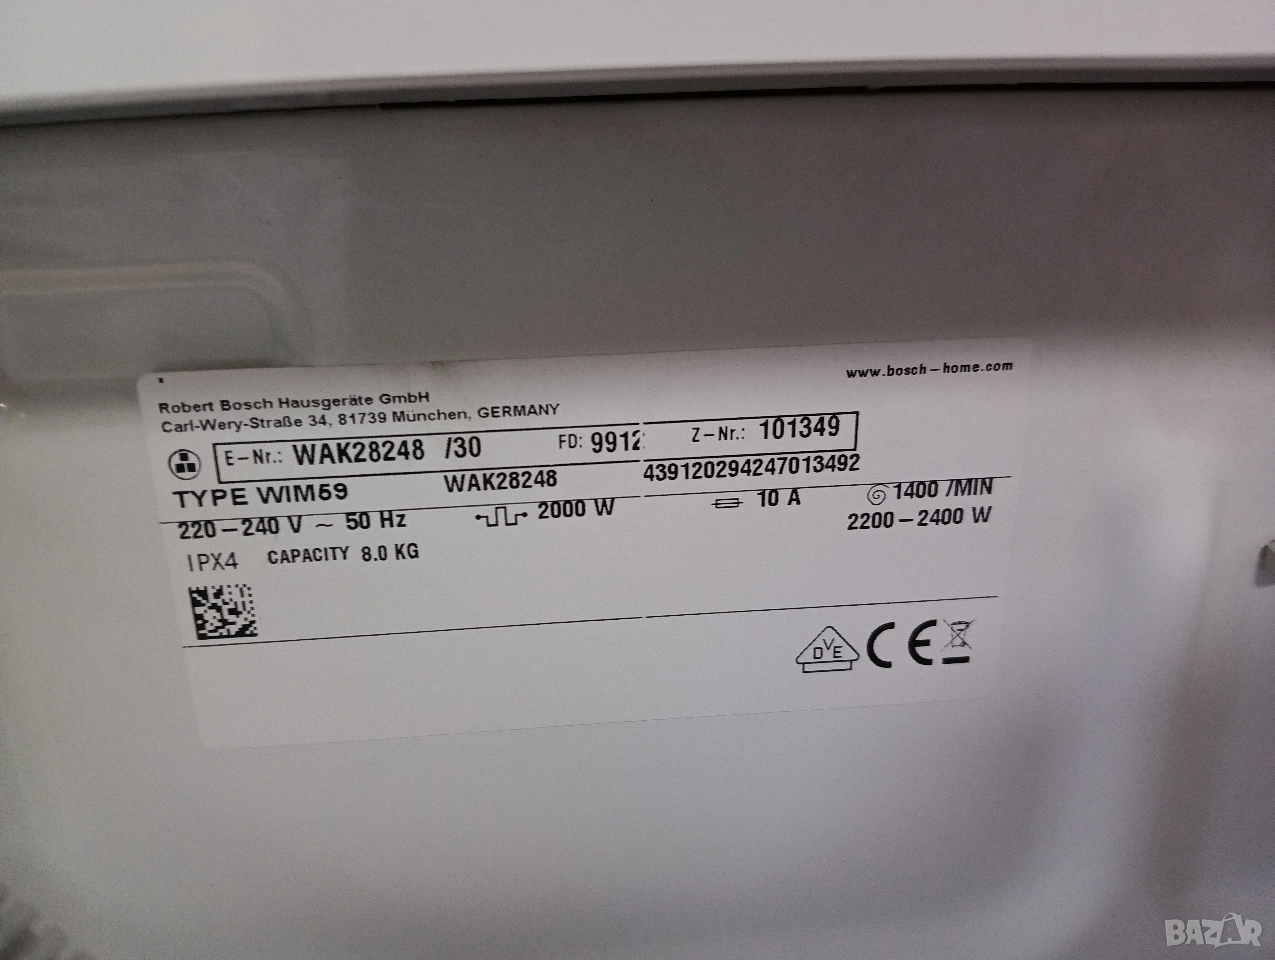 www.bosch-home.com
Robert Bosch Hausgeräte GmbH
Carl-Wery-Straße 34, 81739 München, GERMANY
E-Nr.: WAK28248 /30 FD: 9912 Z-Nr.: 101349
TYPE WIM59 WAK28248 439120294247013492
220-240 V ~ 50 Hz 2000 W 10 A 1400 /MIN
2200-2400 W
IPX4 CAPACITY 8.0 KG
DVE CE
BAZAR